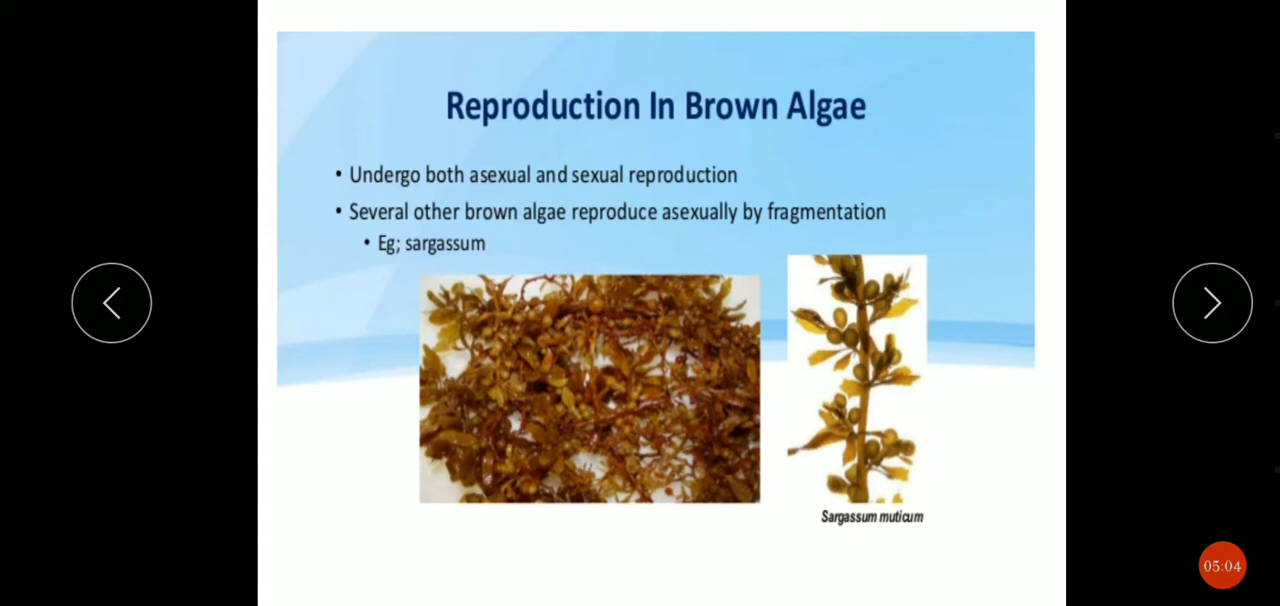 Reproduction In Brown Algae
• Undergo both asexual and sexual reproduction
• Several other brown algae reproduce asexually by fragmentation
• Eg; sargassum
Sargassum muticum
05:04